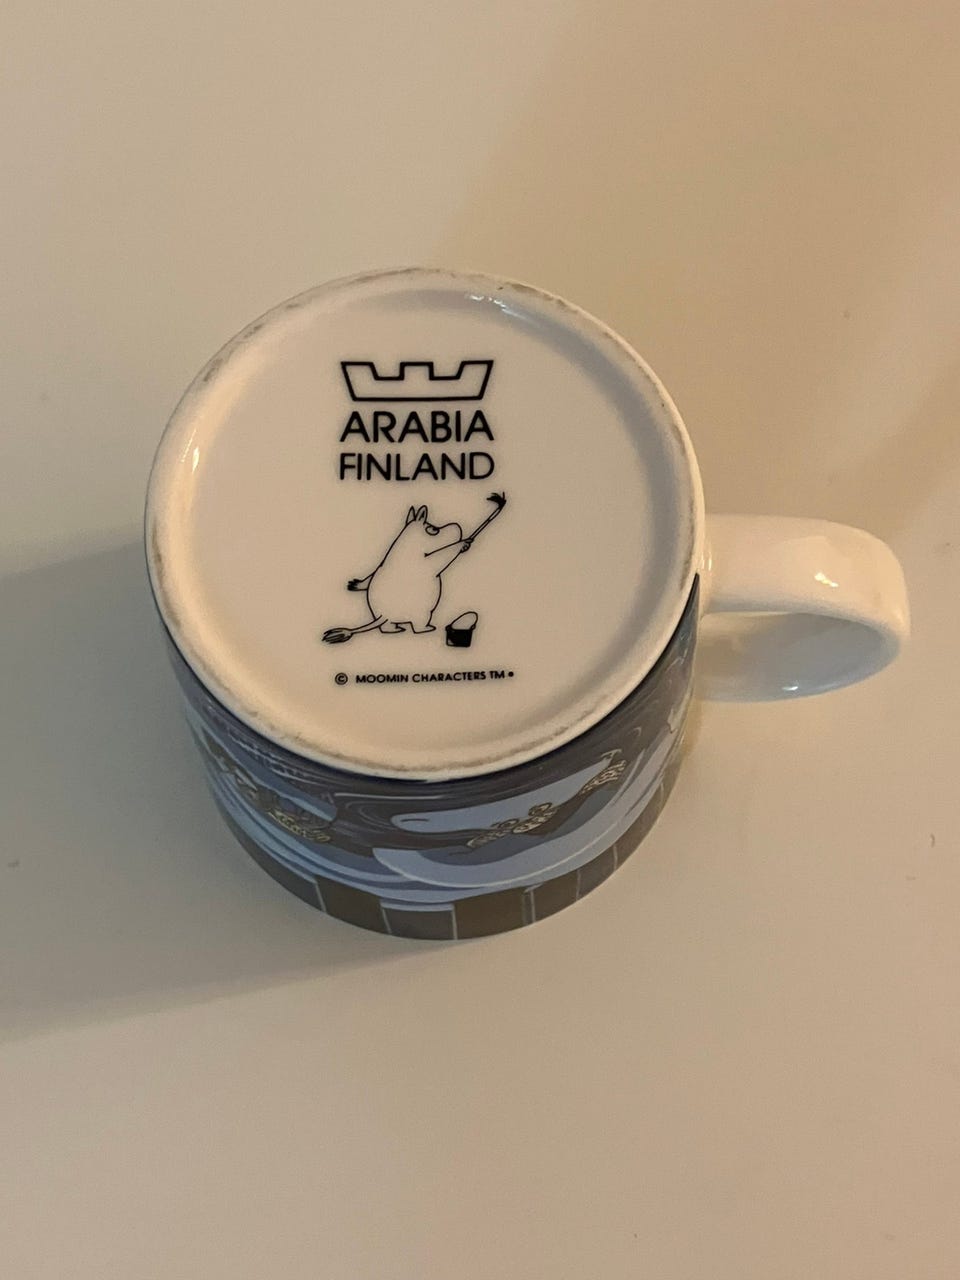 ARABIA
FINLAND
© MOOMIN CHARACTERS TM •